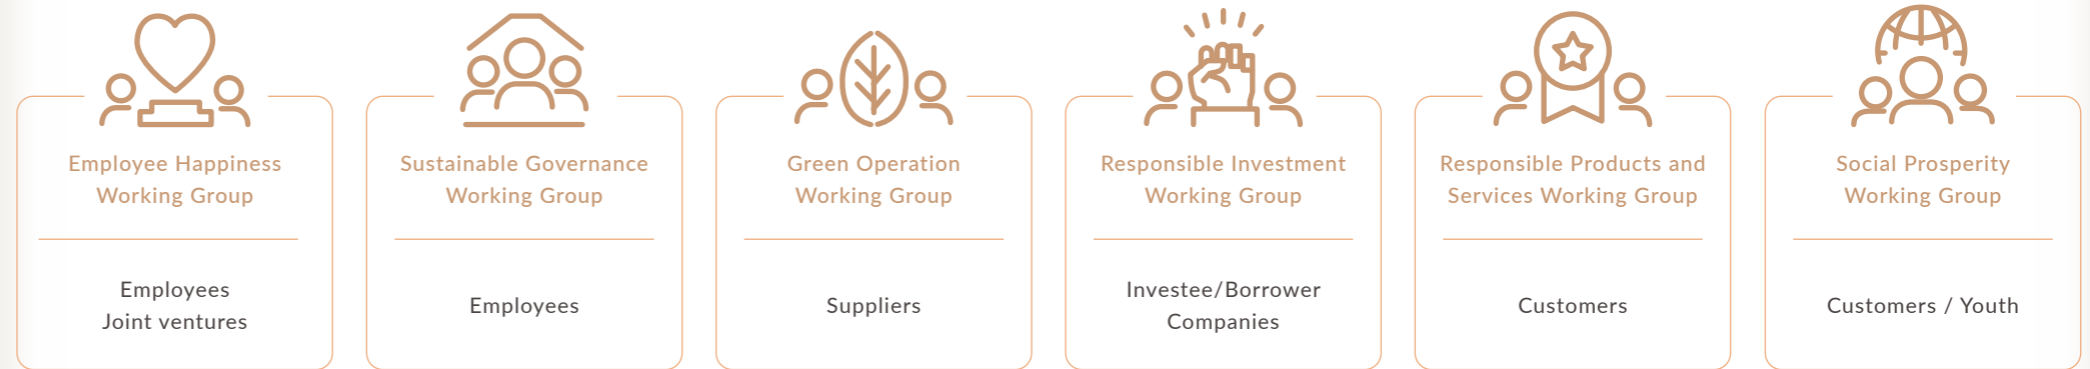 Employee Happiness
Working Group
Employees
Joint ventures
Sustainable Governance
Working Group
Employees
Green Operation
Working Group
Suppliers
Responsible Investment
Working Group
Investee/Borrower
Companies
Responsible Products and
Services Working Group
Customers
Social Prosperity
Working Group
Customers / Youth